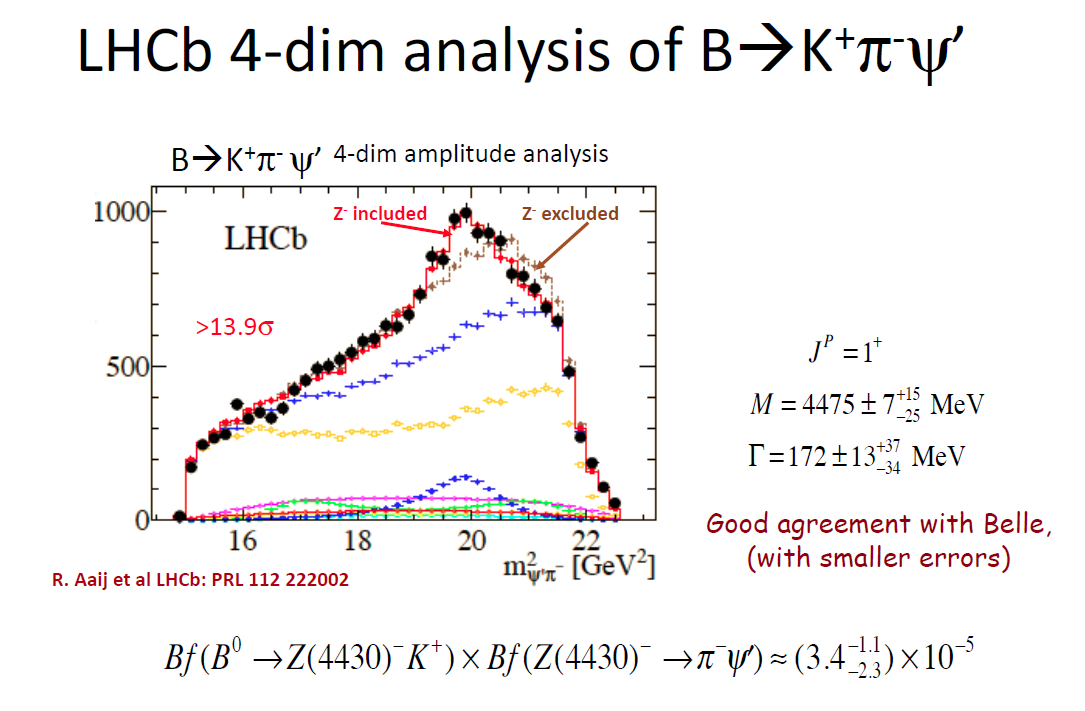 LHCb 4-dim analysis of B→K⁺π⁻ψ′
B→K⁺π⁻ ψ′ 4-dim amplitude analysis
1000
Z⁻ included
Z⁻ excluded
LHCb
>13.9σ
500
0
16 18 20 22
m²ψ′π⁻ [GeV²]
Jᴾ = 1⁺
M = 4475 ± 7 +15 −25 MeV
Γ = 172 ± 13 +37 −34 MeV
Good agreement with Belle,
(with smaller errors)
R. Aaij et al LHCb: PRL 112 222002
Bf(B⁰ → Z(4430)⁻K⁺) × Bf(Z(4430)⁻ → π⁻ψ′) ≈ (3.4 −1.1 −2.3) × 10⁻⁵